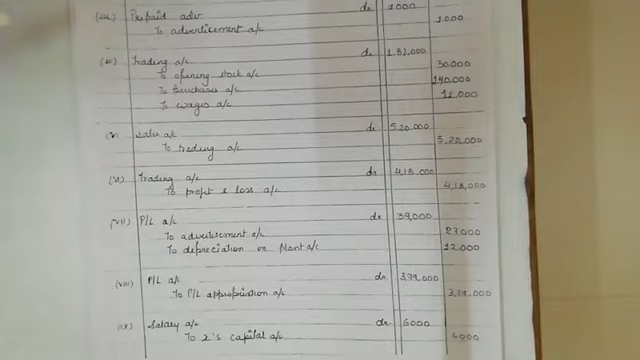 (iii) Prepaid adv dr 1000
To advertisement a/c 1.000
(iv) Trading a/c dr 1,82,000
To opening stock a/c 30.000
To Purchases a/c 140.000
To wages a/c 12.000
(V) Sales a/c dr 5,20,000
To trading a/c 5,20,000
(VI) Trading a/c dr 4,18,000
To profit & loss a/c 4,18,000
(VII) P/L a/c dr 39,000
To advertisement a/c 27.000
To depreciation on Plant a/c 12.000
(VIII) P/L a/c dr. 3,79,000
To P/L appropriation a/c 3,79,000
(IX) Salary a/c dr. 6000
To Z's capital a/c 6000